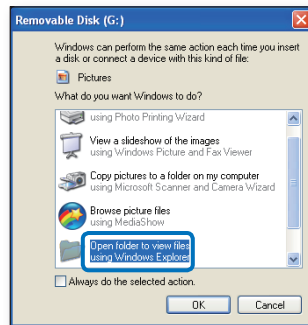 Removable Disk (G:)
Windows can perform the same action each time you insert
a disk or connect a device with this kind of file:
Pictures
What do you want Windows to do?
using Photo Printing Wizard
View a slideshow of the images
using Windows Picture and Fax Viewer
Copy pictures to a folder on my computer
using Microsoft Scanner and Camera Wizard
Browse picture files
using MediaShow
Open folder to view files
using Windows Explorer
Always do the selected action.
OK
Cancel